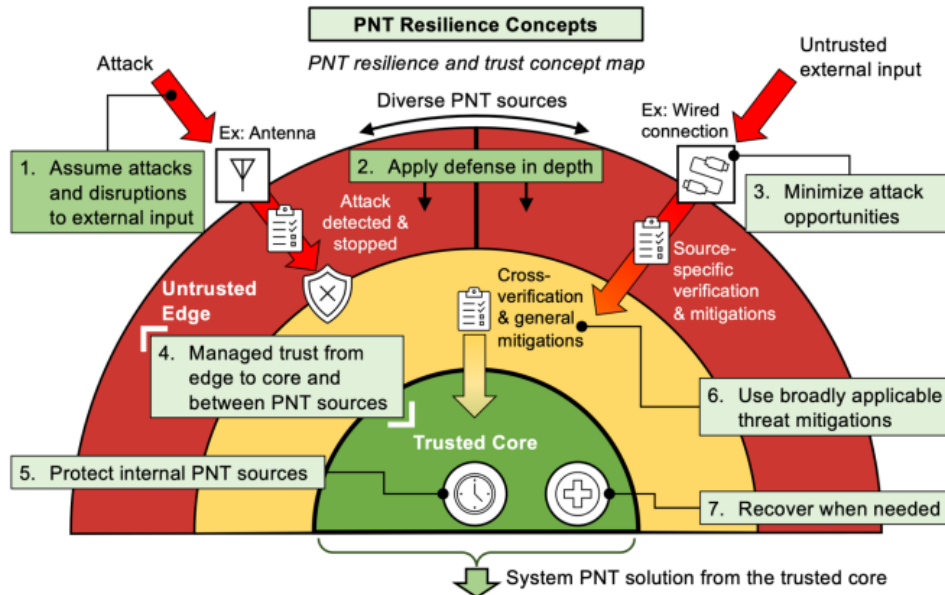 PNT Resilience Concepts
PNT resilience and trust concept map
Attack
Untrusted
external input
Diverse PNT sources
Ex: Antenna
Ex: Wired
connection
1. Assume attacks
and disruptions
to external input
2. Apply defense in depth
3. Minimize attack
opportunities
Attack
detected &
stopped
Source-
specific
verification
& mitigations
Cross-
verification
& general
mitigations
Untrusted
Edge
4. Managed trust from
edge to core and
between PNT sources
6. Use broadly applicable
threat mitigations
Trusted Core
5. Protect internal PNT sources
7. Recover when needed
System PNT solution from the trusted core